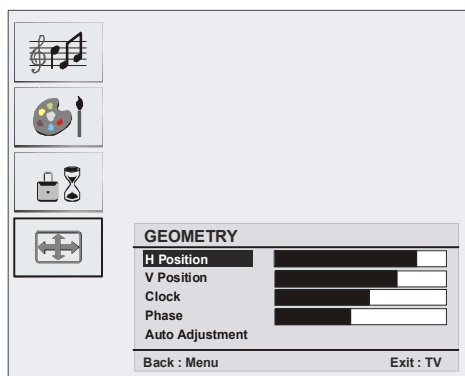 GEOMETRY
H Position
V Position
Clock
Phase
Auto Adjustment
Back : Menu Exit : TV